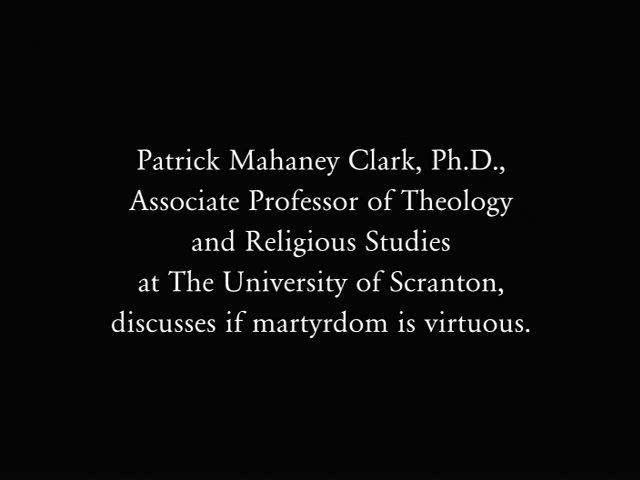 Patrick Mahaney Clark, Ph.D.,
Associate Professor of Theology
and Religious Studies
at The University of Scranton,
discusses if martyrdom is virtuous.